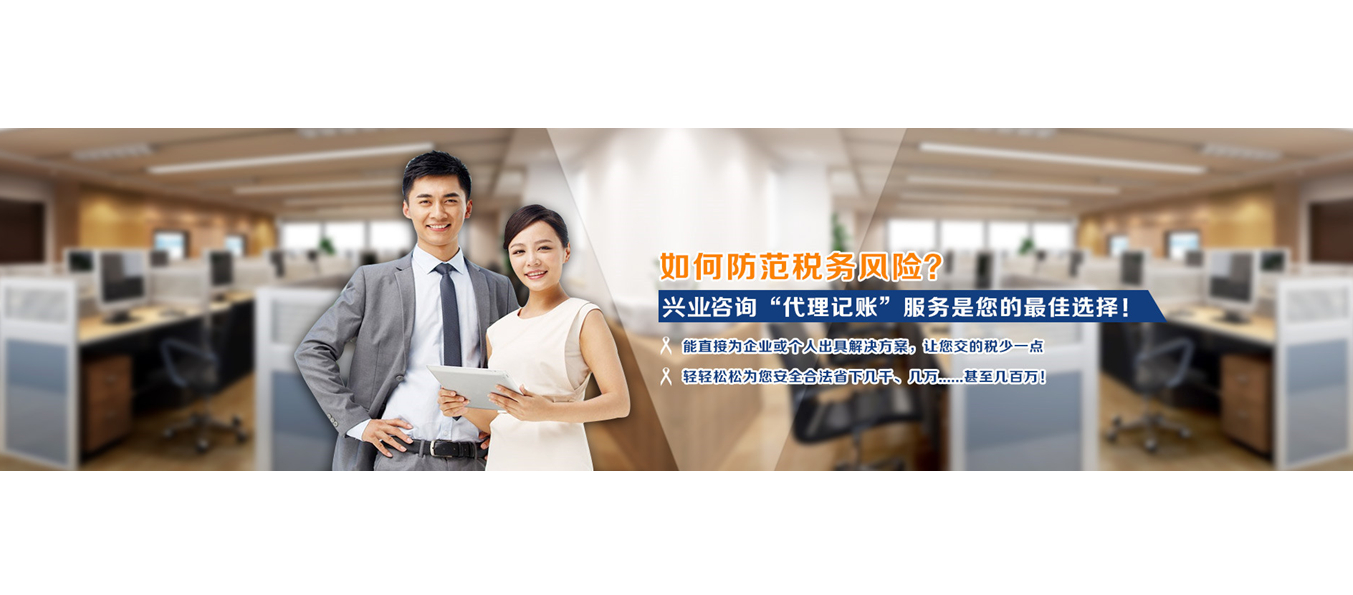 如何防范税务风险?
兴业咨询“代理记账”服务是您的最佳选择!
能直接为企业或个人出具解决方案，让您交的税少一点
轻轻松松为您安全合法省下几千、几万......甚至几百万!